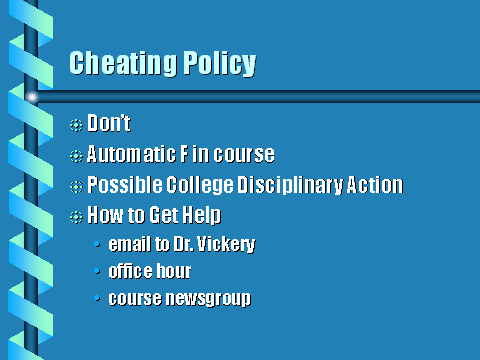 Cheating Policy
Don't
Automatic F in course
Possible College Disciplinary Action
How to Get Help
email to Dr. Vickery
office hour
course newsgroup